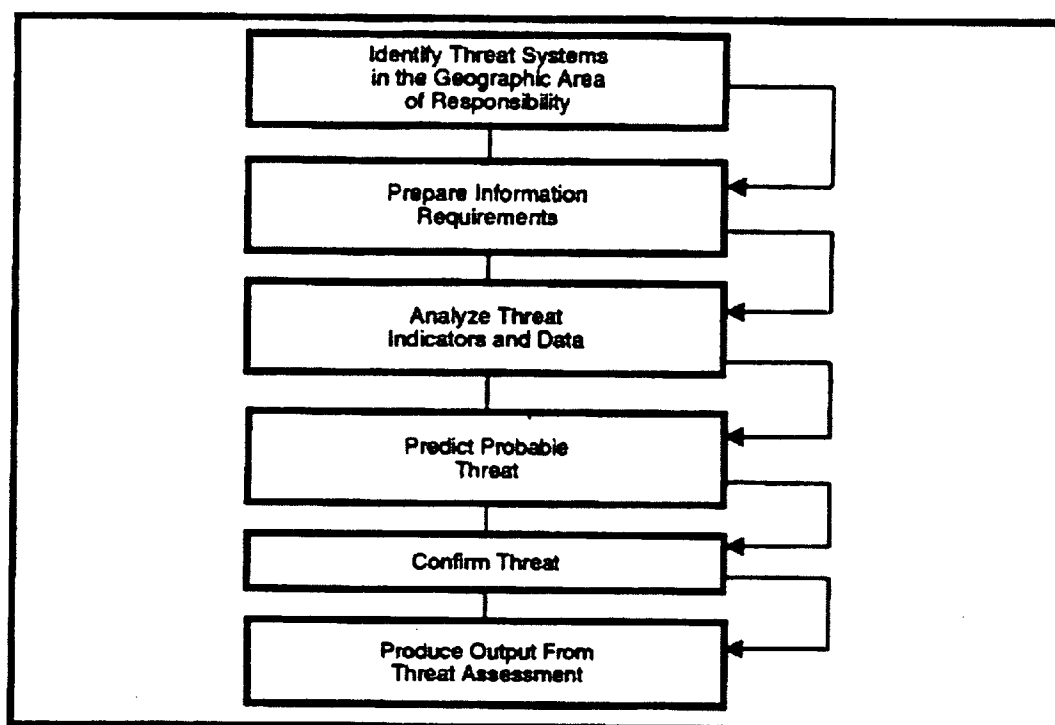 Identify Threat Systems
in the Geographic Area
of Responsibility
Prepare Information
Requirements
Analyze Threat
Indicators and Data
Predict Probable
Threat
Confirm Threat
Produce Output From
Threat Assessment